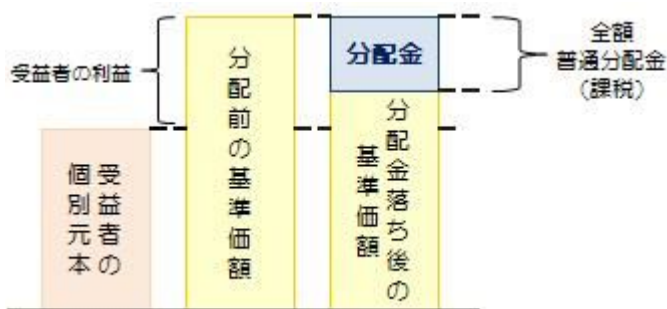 受益者の利益
受益者の
個別元本
分配前の基準価額
分配金
分配金落ち後の
基準価額
全額
普通分配金
(課税)